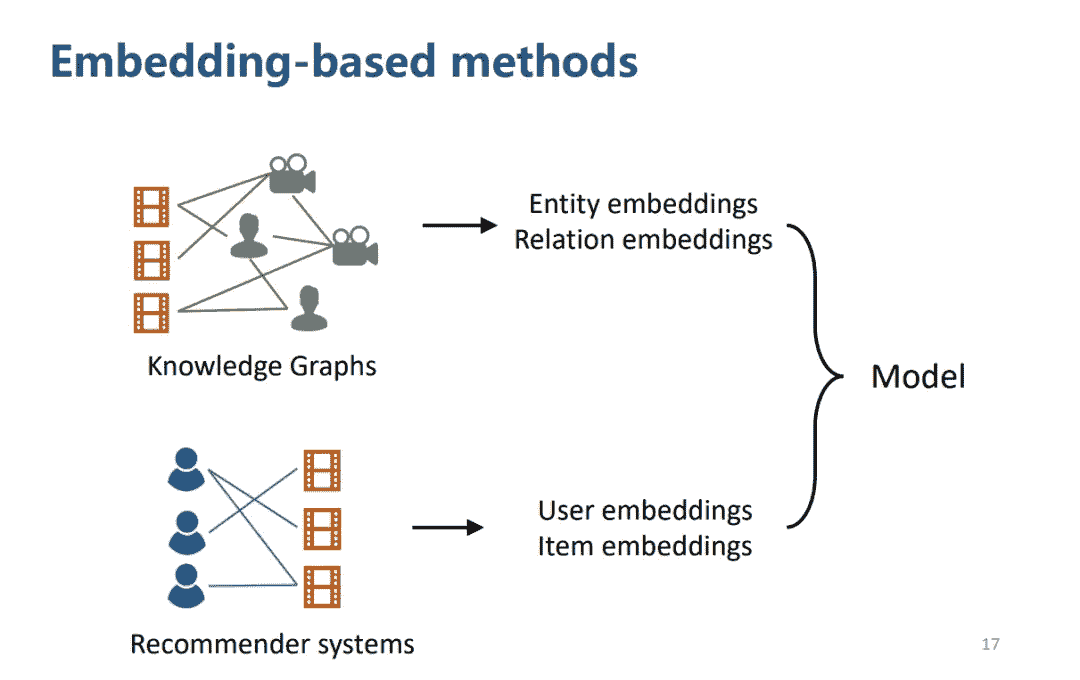 Embedding-based methods
Entity embeddings
Relation embeddings
Knowledge Graphs
Model
User embeddings
Item embeddings
Recommender systems
17